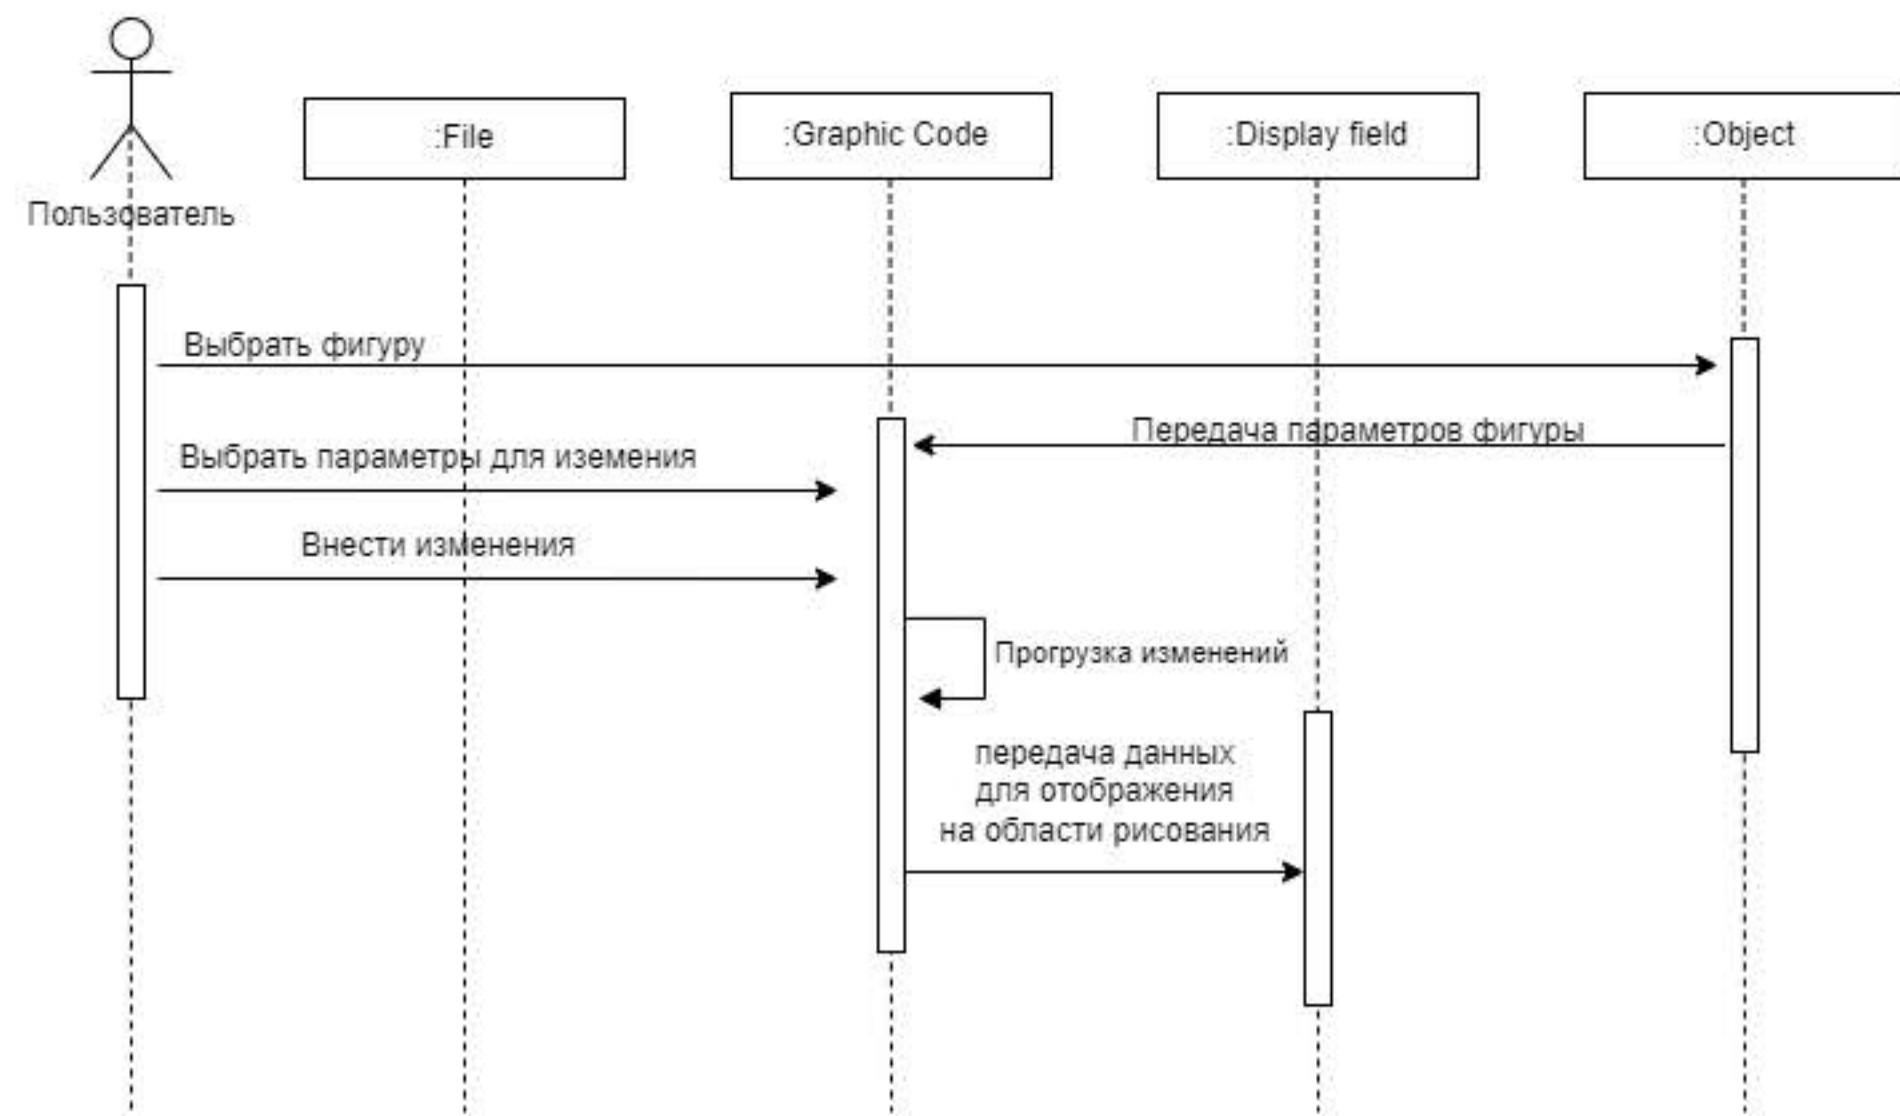 :File
:Graphic Code
:Display field
:Object
Пользователь
Выбрать фигуру
Передача параметров фигуры
Выбрать параметры для иземения
Внести изменения
Прогрузка изменений
передача данных
для отображения
на области рисования